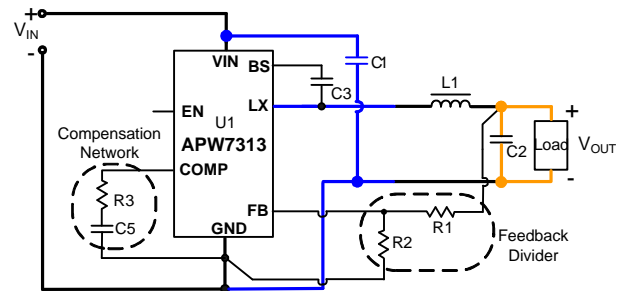 +
VIN
-
VIN
BS
C1
C3
L1
EN
LX
U1
APW7313
+
C2
Load
VOUT
-
Compensation
Network
COMP
R3
C5
FB
R1
GND
R2
Feedback
Divider